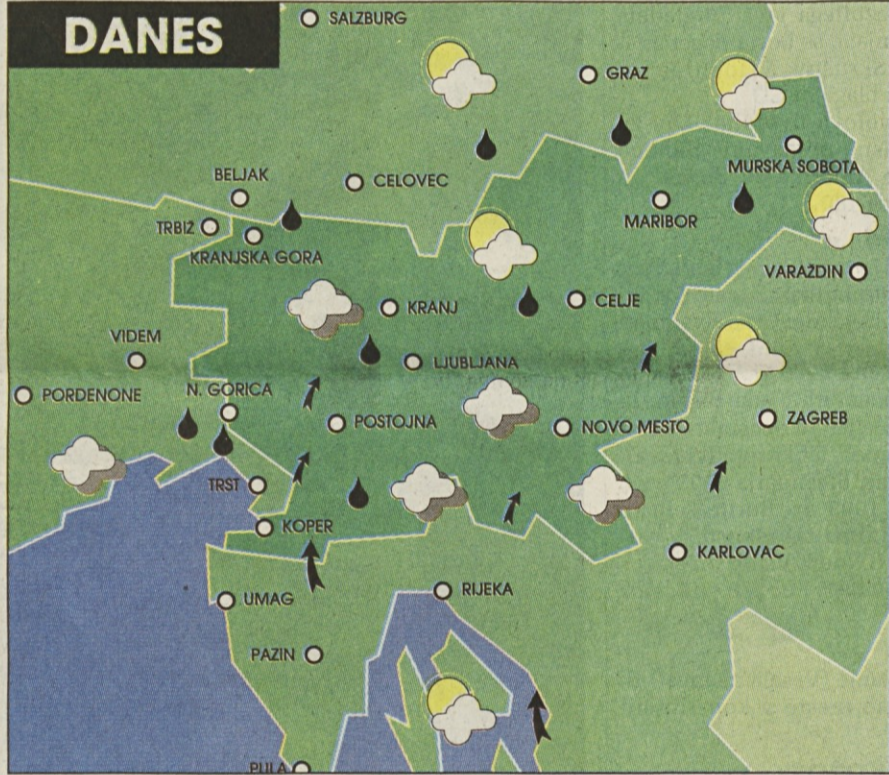 DANES
SALZBURG
GRAZ
MURSKA SOBOTA
BELJAK
CELOVEC
MARIBOR
TRBIŽ
KRANJSKA GORA
VARAŽDIN
KRANJ
CELJE
VIDEM
LJUBLJANA
PORDENONE
N. GORICA
POSTOJNA
NOVO MESTO
ZAGREB
TRST
KOPER
KARLOVAC
UMAG
RIJEKA
PAZIN
PULA